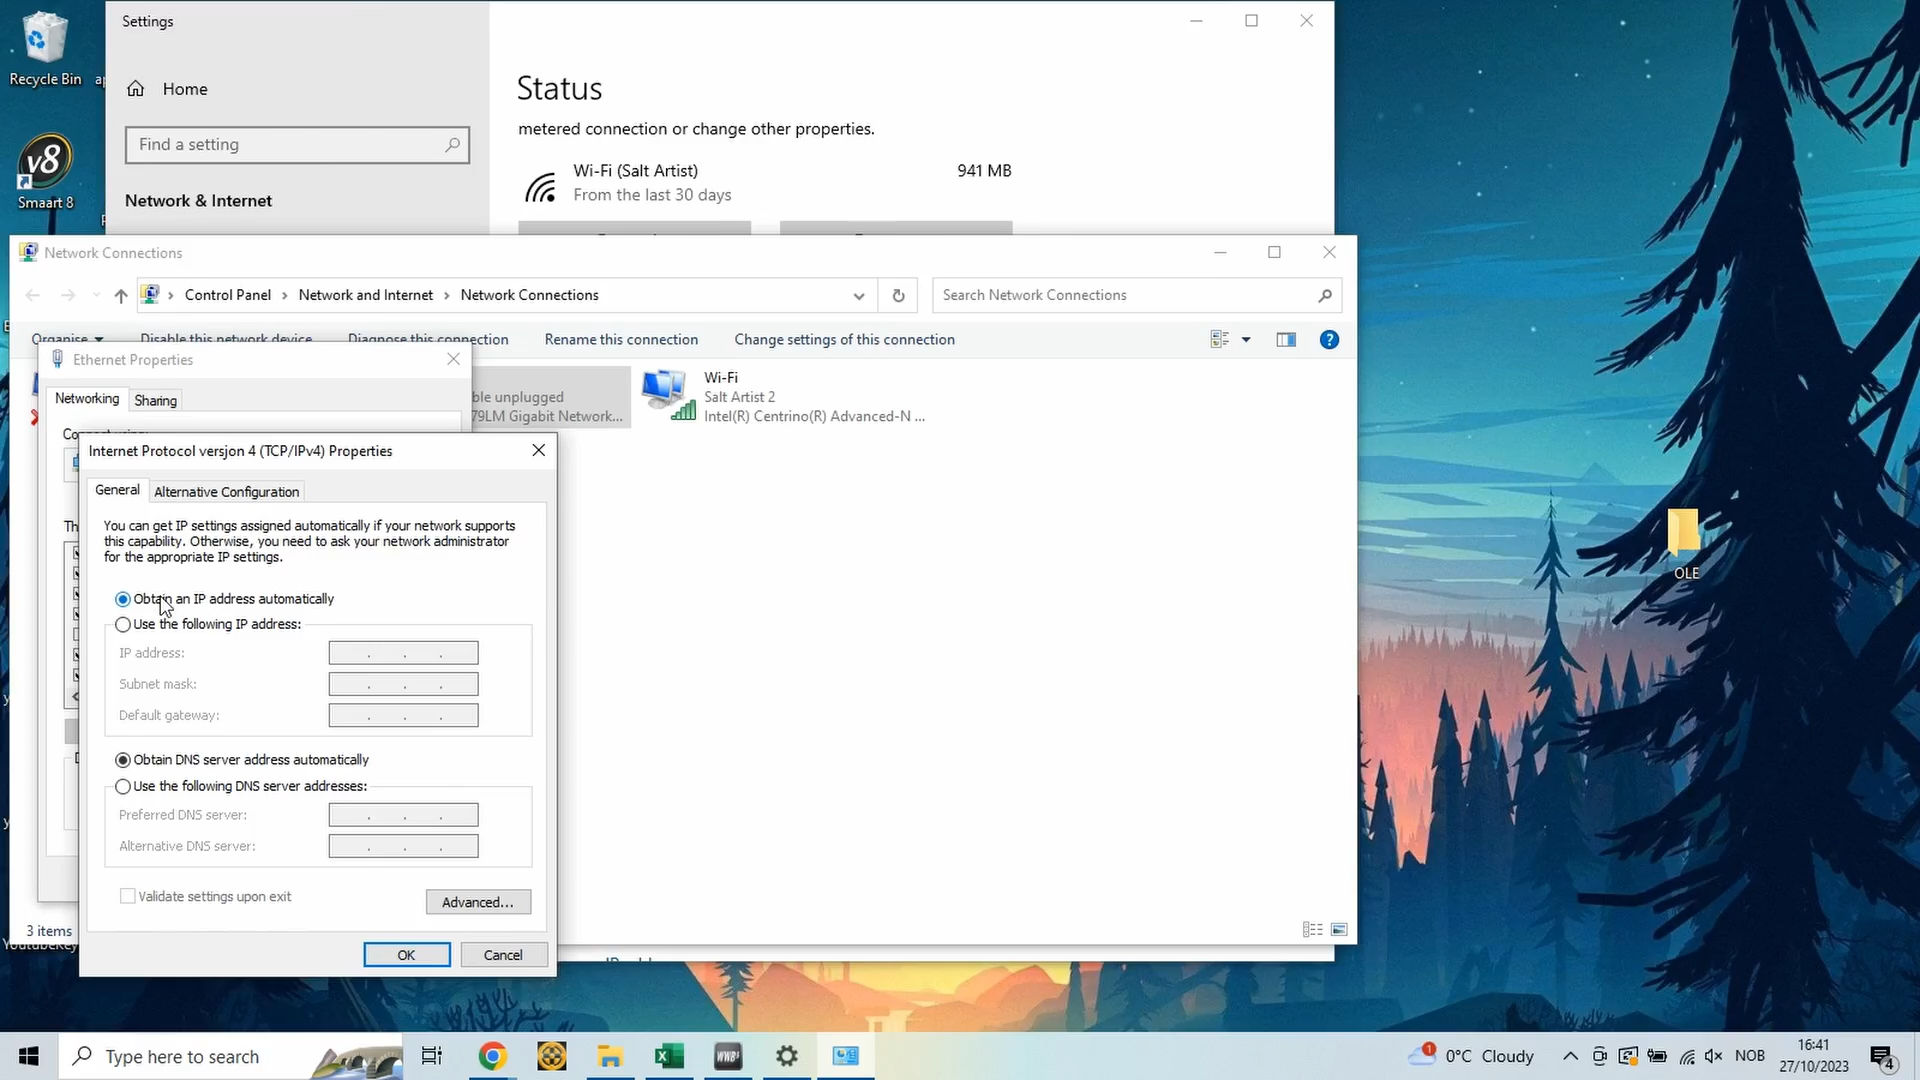 Recycle Bin
ap
v8
Smaart 8
Settings
Home
Find a setting
Network & Internet
Status
metered connection or change other properties.
Wi-Fi (Salt Artist)
From the last 30 days
941 MB
Network Connections
Control Panel
Network and Internet
Network Connections
Search Network Connections
Organise
Disable this network device
Diagnose this connection
Rename this connection
Change settings of this connection
ble unplugged
79LM Gigabit Network...
Wi-Fi
Salt Artist 2
Intel(R) Centrino(R) Advanced-N ...
Ethernet Properties
Networking
Sharing
Th
Internet Protocol versjon 4 (TCP/IPv4) Properties
General
Alternative Configuration
You can get IP settings assigned automatically if your network supports
this capability. Otherwise, you need to ask your network administrator
for the appropriate IP settings.
Obtain an IP address automatically
Use the following IP address:
IP address:
Subnet mask:
Default gateway:
Obtain DNS server address automatically
Use the following DNS server addresses:
Preferred DNS server:
Alternative DNS server:
Validate settings upon exit
Advanced...
OK
Cancel
3 items
OLE
Type here to search
WWB
1
0°C Cloudy
NOB
16:41
27/10/2023
4